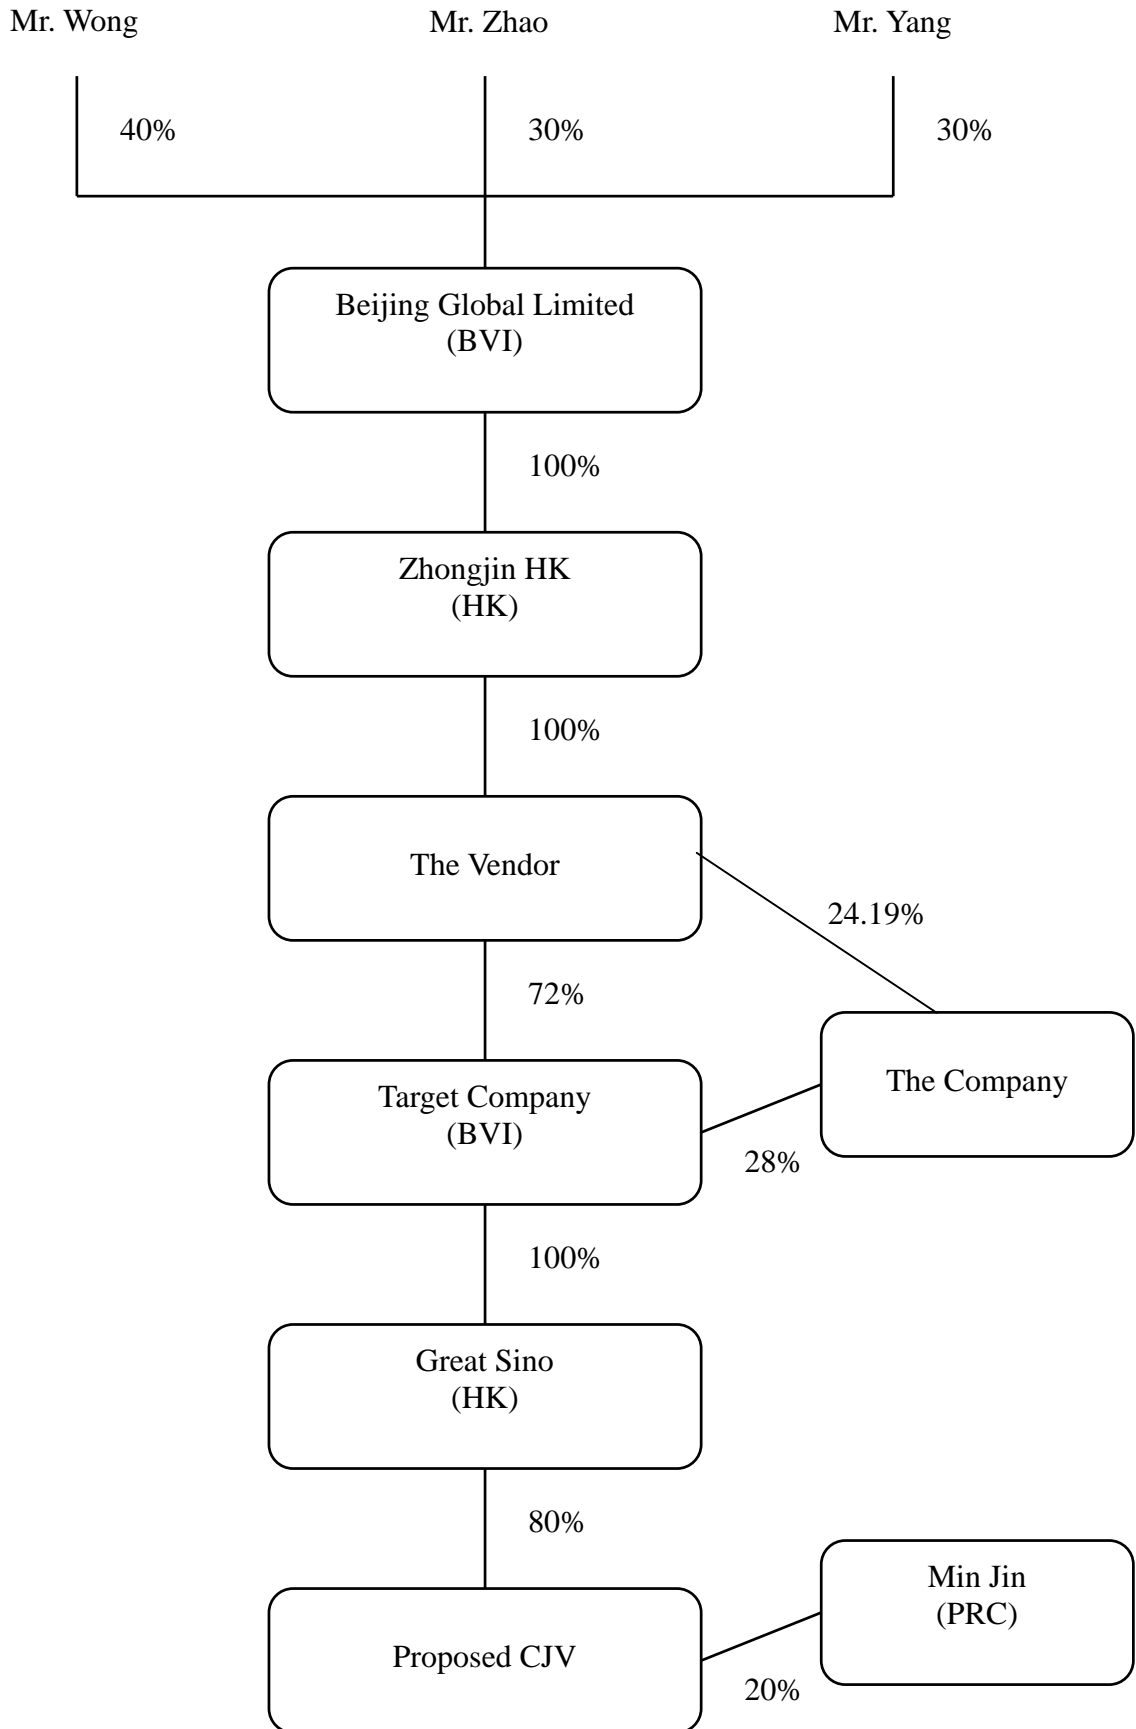 Mr. Wong
Mr. Zhao
Mr. Yang
40%
30%
30%
Beijing Global Limited
(BVI)
100%
Zhongjin HK
(HK)
100%
The Vendor
24.19%
72%
The Company
Target Company
(BVI)
28%
100%
Great Sino
(HK)
80%
Min Jin
(PRC)
Proposed CJV
20%